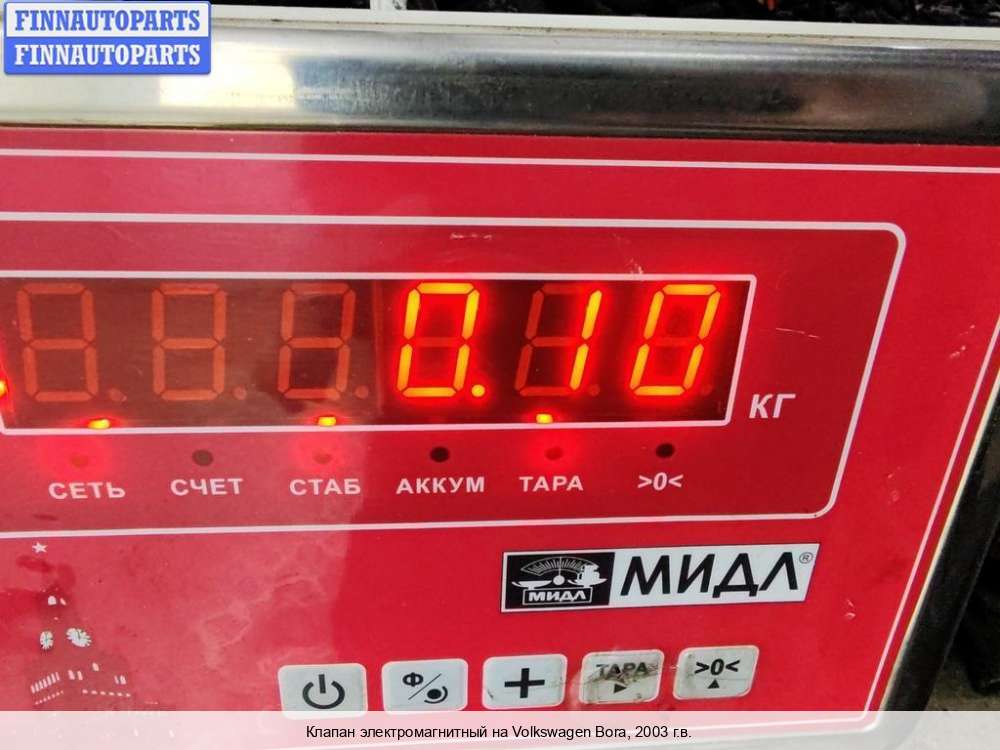 FINNAUTOPARTS
FINNAUTOPARTS
0.10
КГ
СЕТЬ СЧЕТ СТАБ АККУМ ТАРА >0<
МИДЛ
МИДЛ®
Ф
ТАРА
>0<
Клапан электромагнитный на Volkswagen Bora, 2003 г.в.